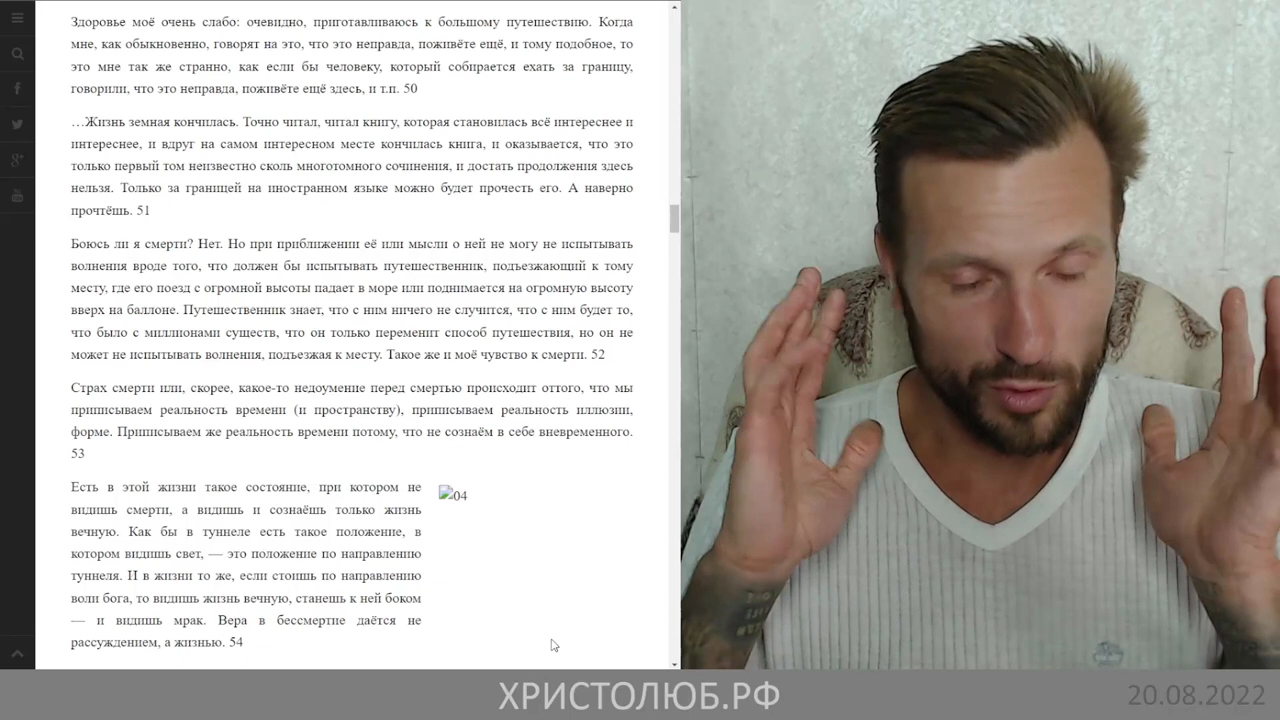 Здоровье моё очень слабо: очевидно, приготавливаюсь к большому путешествию. Когда
мне, как обыкновенно, говорят на это, что это неправда, поживёте ещё, и тому подобное, то
это мне так же странно, как если бы человеку, который собирается ехать за границу,
говорили, что это неправда, поживёте ещё здесь, и т.п. 50
…Жизнь земная кончилась. Точно читал, читал книгу, которая становилась всё интереснее и
интереснее, и вдруг на самом интересном месте кончилась книга, и оказывается, что это
только первый том неизвестно сколь многотомного сочинения, и достать продолжения здесь
нельзя. Только за границей на иностранном языке можно будет прочесть его. А наверно
прочтёшь. 51
Боюсь ли я смерти? Нет. Но при приближении её или мысли о ней не могу не испытывать
волнения вроде того, что должен бы испытывать путешественник, подъезжающий к тому
месту, где его поезд с огромной высоты падает в море или поднимается на огромную высоту
вверх на баллоне. Путешественник знает, что с ним ничего не случится, что с ним будет то,
что было с миллионами существ, что он только переменит способ путешествия, но он не
может не испытывать волнения, подъезжая к месту. Такое же и моё чувство к смерти. 52
Страх смерти или, скорее, какое-то недоумение перед смертью происходит оттого, что мы
приписываем реальность времени (и пространству), приписываем реальность иллюзии,
форме. Приписываем же реальность времени потому, что не сознаём в себе вневременного.
53
Есть в этой жизни такое состояние, при котором не
видишь смерти, а видишь и сознаёшь только жизнь
вечную. Как бы в туннеле есть такое положение, в
котором видишь свет, — это положение по направлению
туннеля. И в жизни то же, если стоишь по направлению
воли бога, то видишь жизнь вечную, станешь к ней боком
— и видишь мрак. Вера в бессмертие даётся не
рассуждением, а жизнью. 54
04
ХРИСТОЛЮБ.РФ
20.08.2022